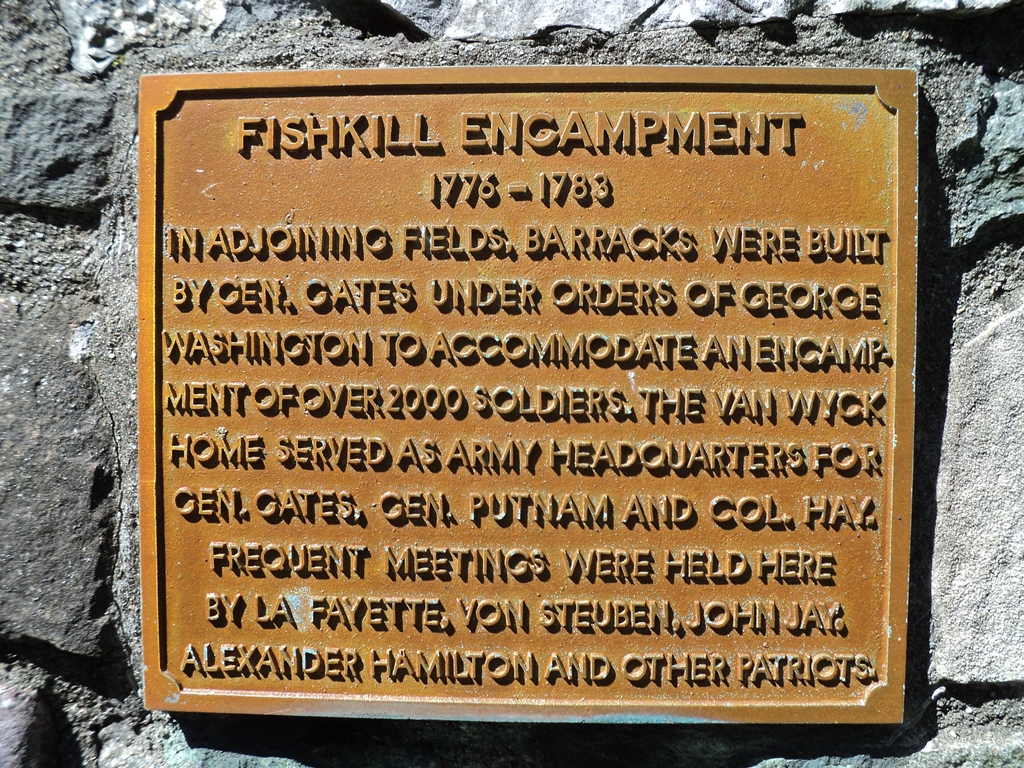 FISHKILL ENCAMPMENT
1776 - 1783
IN ADJOINING FIELDS, BARRACKS WERE BUILT
BY GEN. GATES UNDER ORDERS OF GEORGE
WASHINGTON TO ACCOMMODATE AN ENCAMP-
MENT OF OVER 2000 SOLDIERS. THE VAN WYCK
HOME SERVED AS ARMY HEADQUARTERS FOR
GEN. GATES, GEN. PUTNAM AND COL. HAY.
FREQUENT MEETINGS WERE HELD HERE
BY LA FAYETTE, VON STEUBEN, JOHN JAY,
ALEXANDER HAMILTON AND OTHER PATRIOTS.